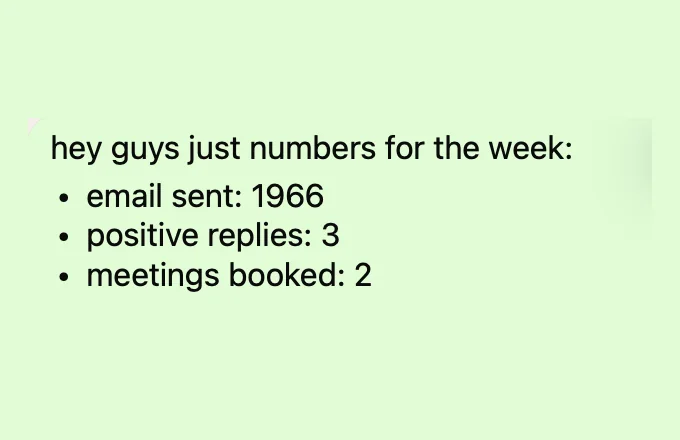 hey guys just numbers for the week:
• email sent: 1966
• positive replies: 3
• meetings booked: 2